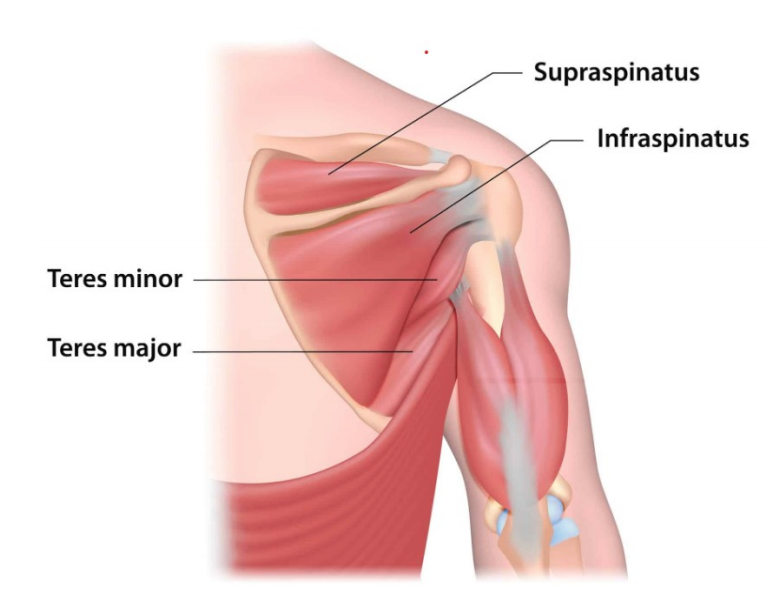 Supraspinatus
Infraspinatus
Teres minor
Teres major